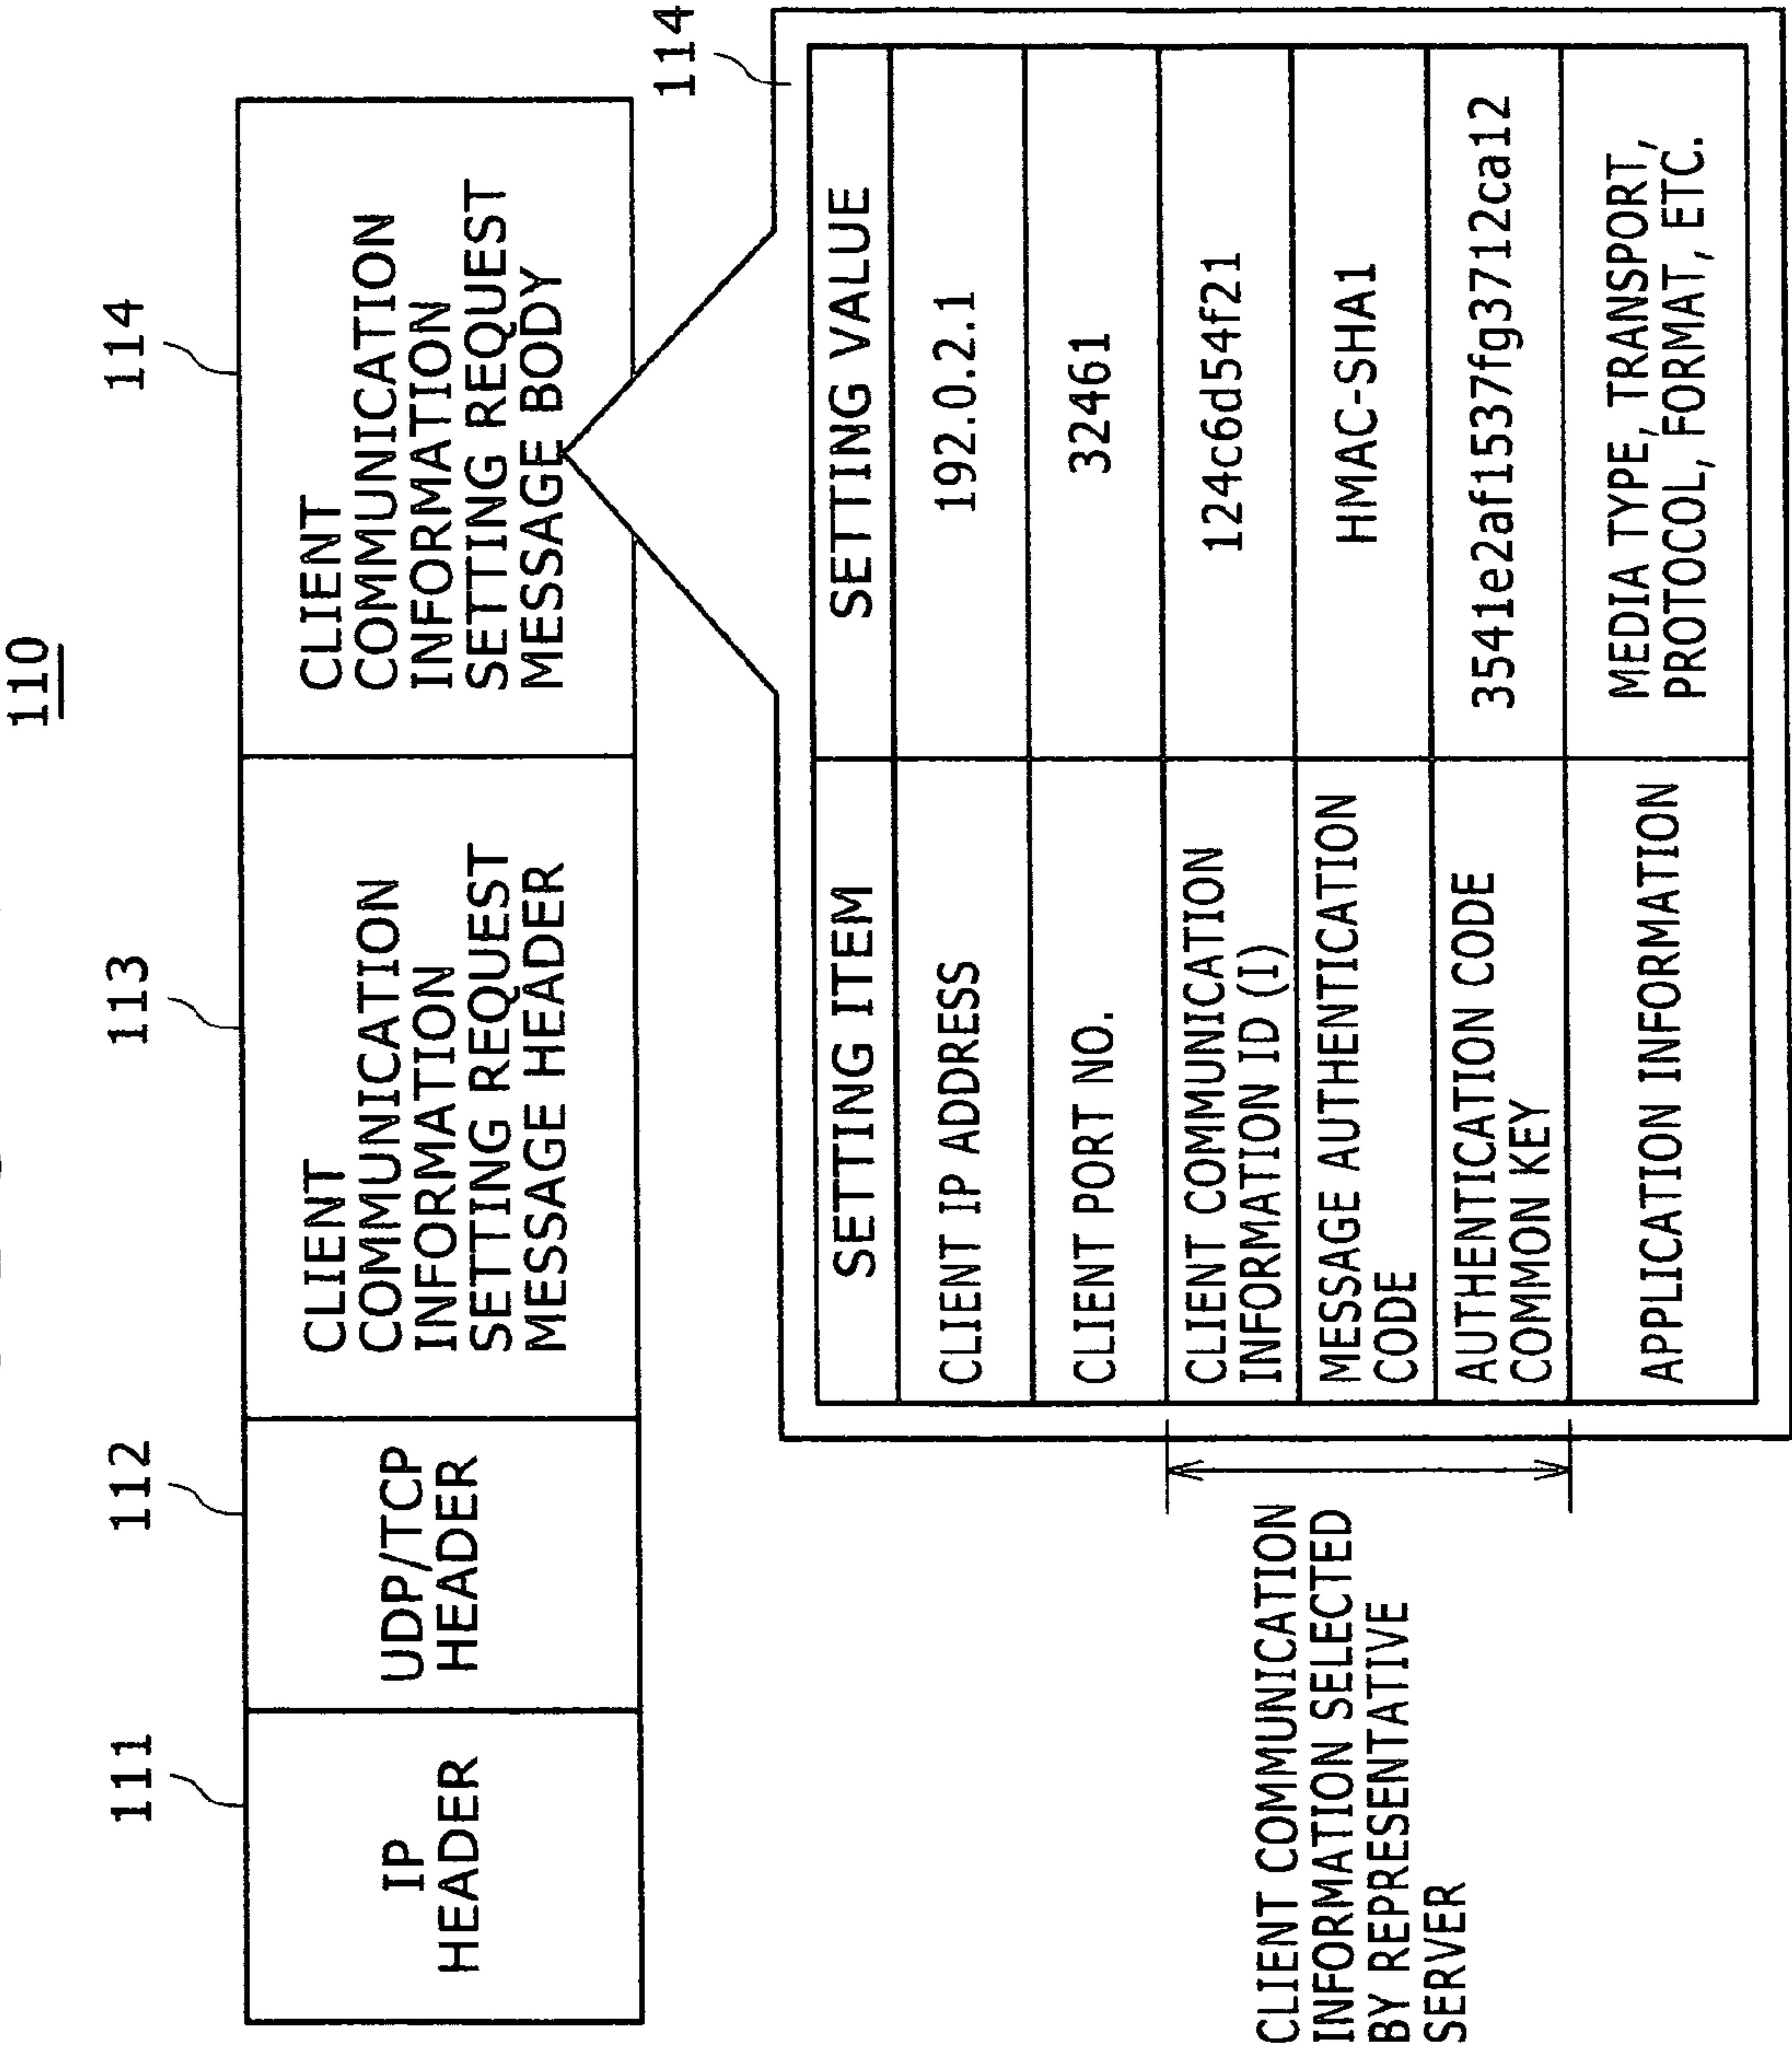 110
111
112
113
114
IP
HEADER
UDP/TCP
HEADER
CLIENT
COMMUNICATION
INFORMATION
SETTING REQUEST
MESSAGE HEADER
CLIENT
COMMUNICATION
INFORMATION
SETTING REQUEST
MESSAGE BODY
114
SETTING ITEM
SETTING VALUE
CLIENT IP ADDRESS
192.0.2.1
CLIENT PORT NO.
32461
CLIENT COMMUNICATION
INFORMATION ID (I)
124c6d54f21
MESSAGE AUTHENTICATION
CODE
HMAC-SHA1
AUTHENTICATION CODE
COMMON KEY
3541e2af1537fg3712ca12
APPLICATION INFORMATION
MEDIA TYPE, TRANSPORT,
PROTOCOL, FORMAT, ETC.
CLIENT COMMUNICATION
INFORMATION SELECTED
BY REPRESENTATIVE
SERVER